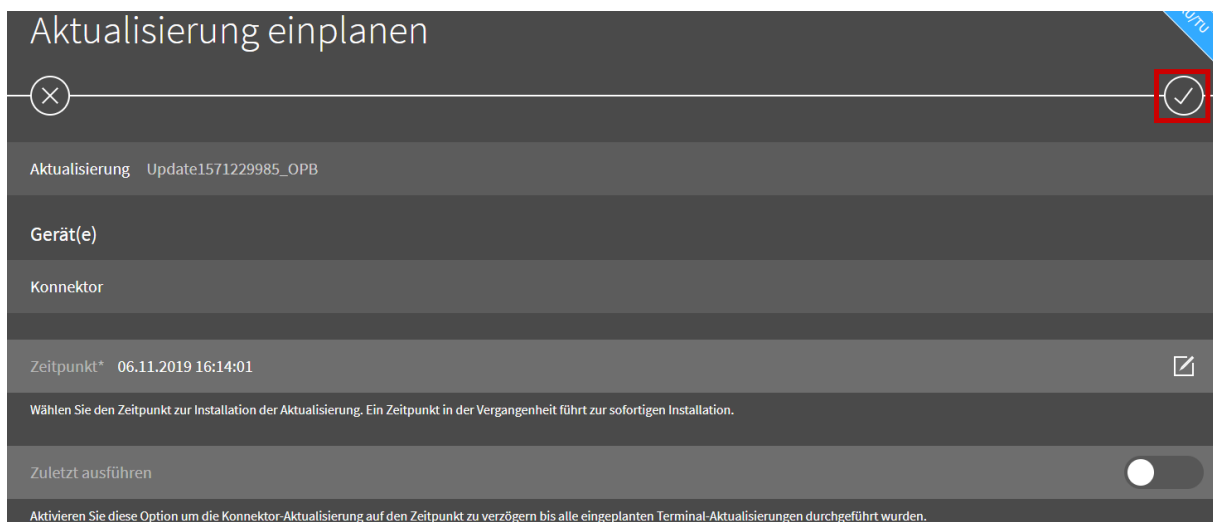 Aktualisierung einplanen
Aktualisierung Update1571229985_OPB
Gerät(e)
Konnektor
Zeitpunkt* 06.11.2019 16:14:01
Wählen Sie den Zeitpunkt zur Installation der Aktualisierung. Ein Zeitpunkt in der Vergangenheit führt zur sofortigen Installation.
Zuletzt ausführen
Aktivieren Sie diese Option um die Konnektor-Aktualisierung auf den Zeitpunkt zu verzögern bis alle eingeplanten Terminal-Aktualisierungen durchgeführt wurden.